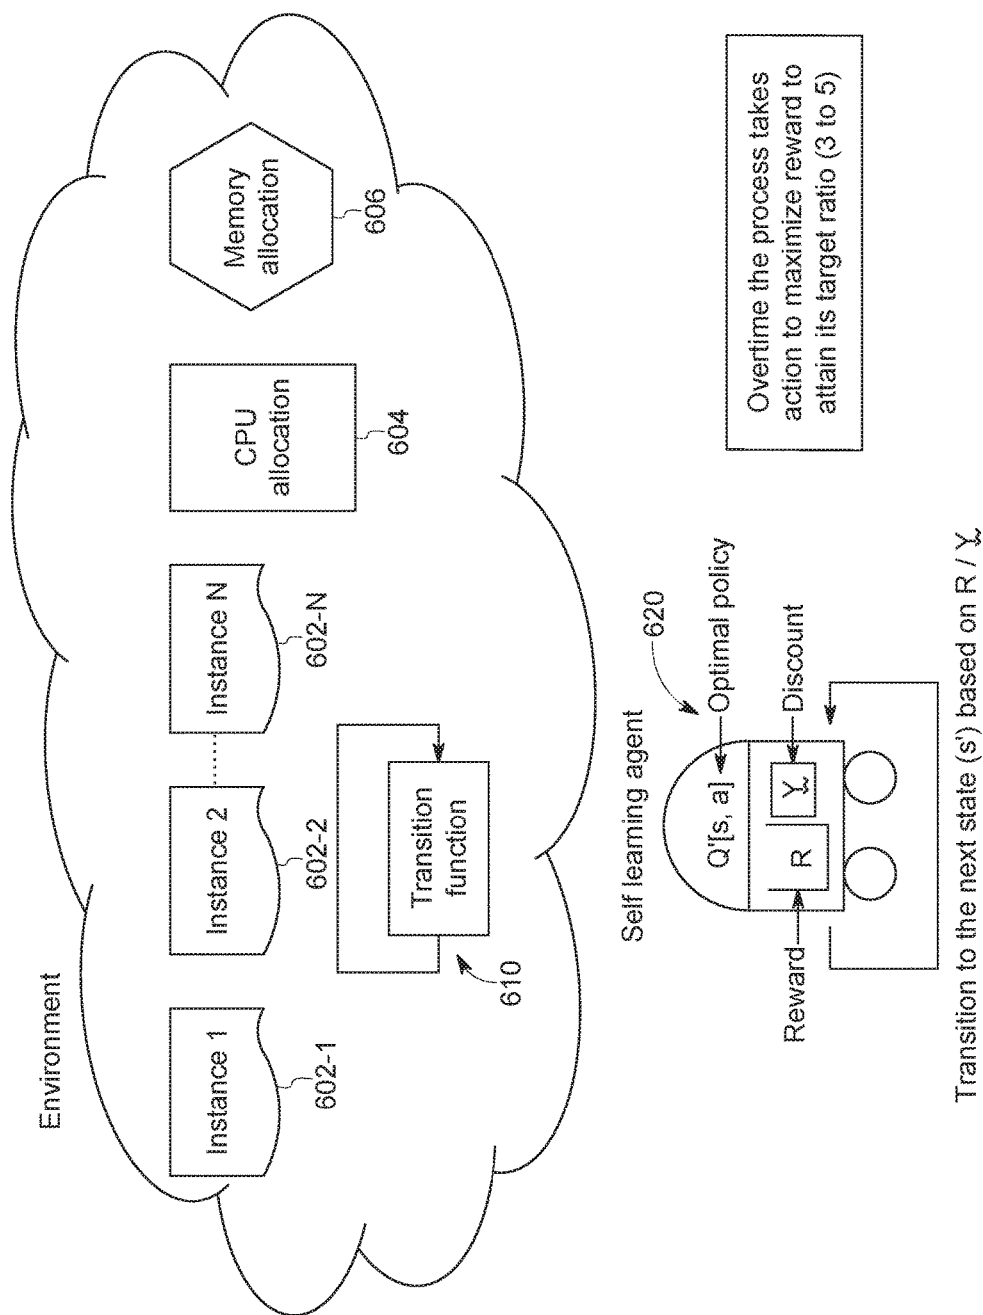 Environment
Instance 1
602-1
Instance 2
602-2
Instance N
602-N
CPU
allocation
604
Memory
allocation
606
Transition
function
610
Self learning agent
620
Q'[s, a]
Optimal policy
Reward
R
γ
Discount
Transition to the next state (s') based on R / γ
Overtime the process takes
action to maximize reward to
attain its target ratio (3 to 5)